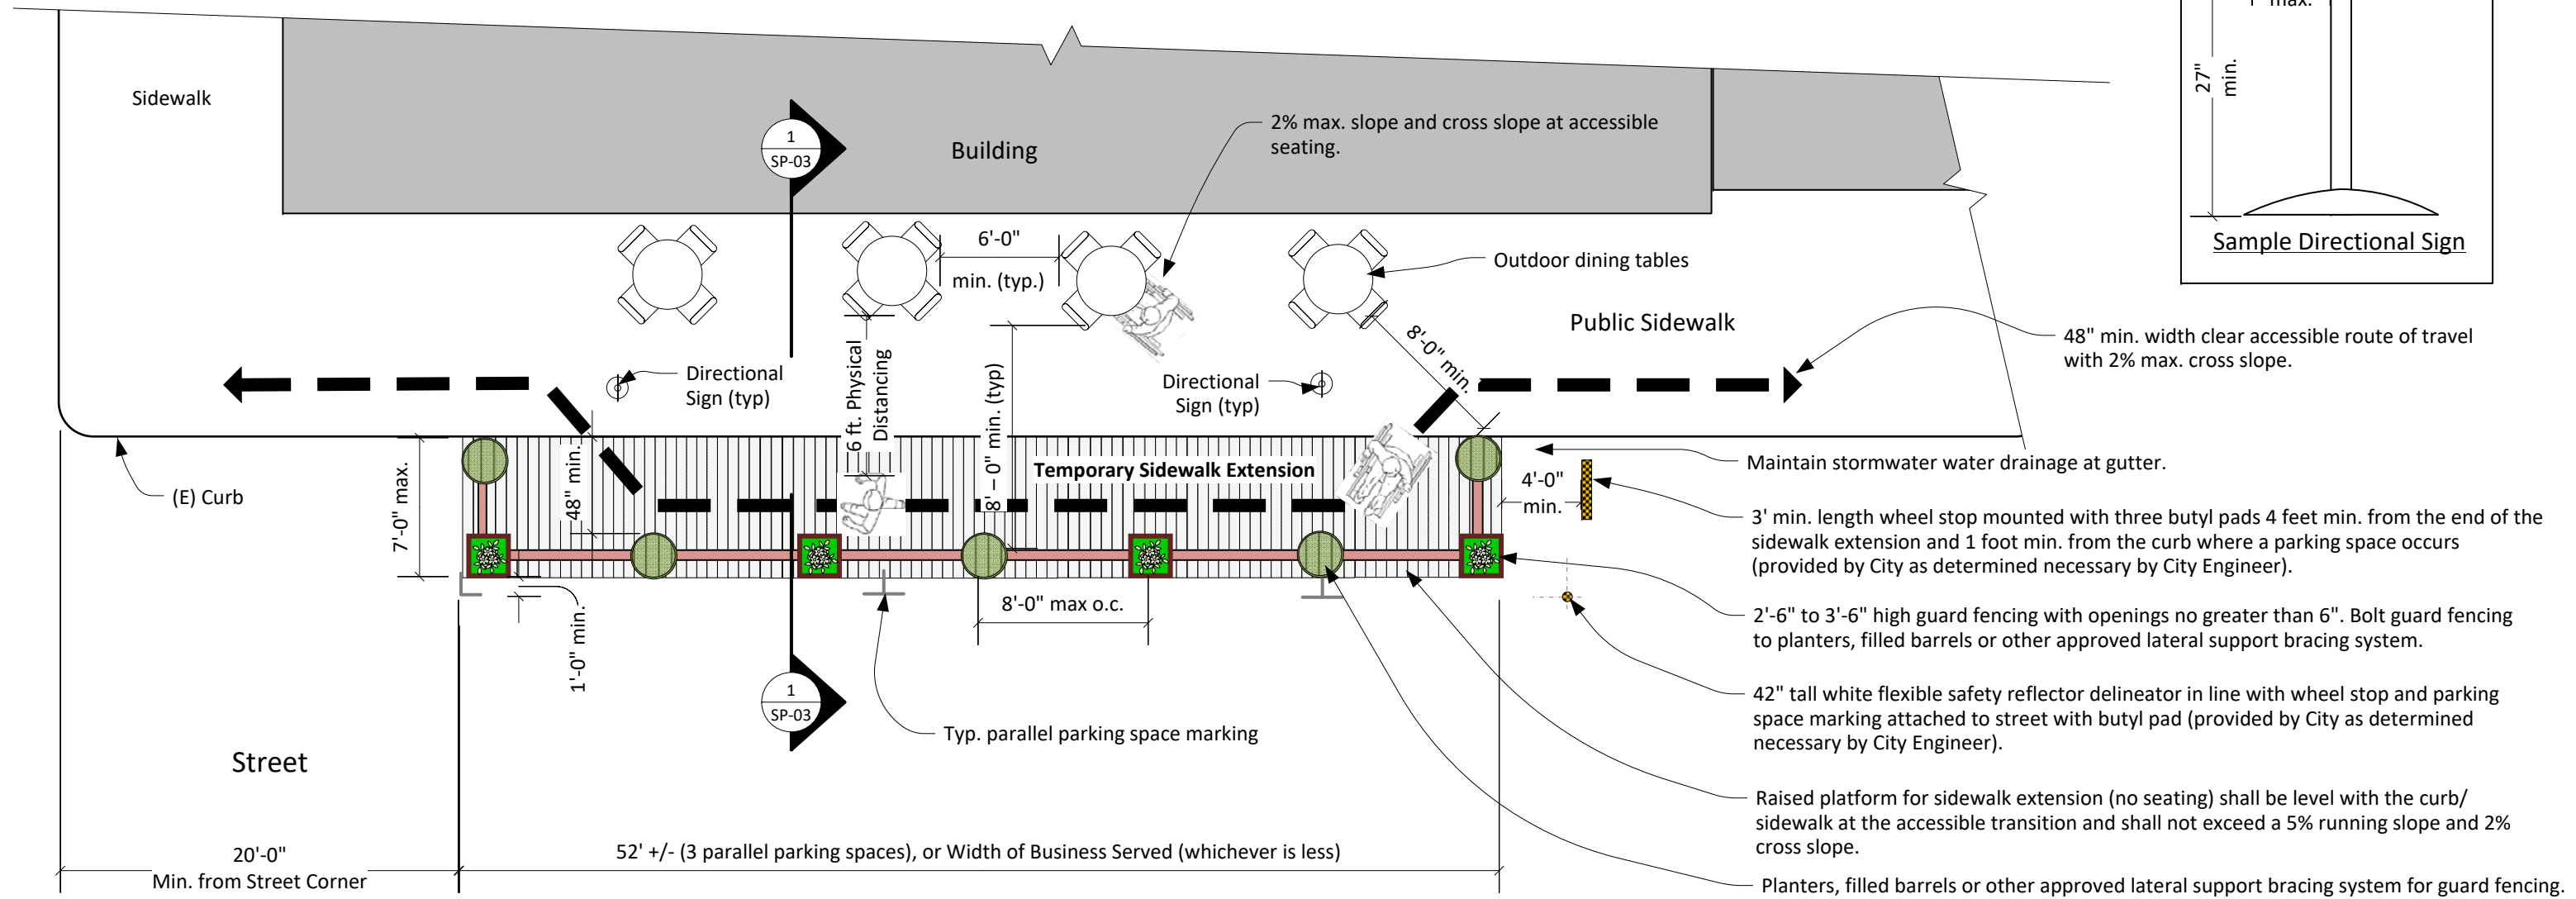 1" max.
27"
min.
Sample Directional Sign
Sidewalk
1
SP-03
Building
2% max. slope and cross slope at accessible
seating.
6'-0"
min. (typ.)
Outdoor dining tables
Public Sidewalk
8'-0" min.
48" min. width clear accessible route of travel
with 2% max. cross slope.
Directional
Sign (typ)
6 ft. Physical
Distancing
8' – 0" min. (typ)
Directional
Sign (typ)
(E) Curb
7'-0" max.
48" min.
Temporary Sidewalk Extension
4'-0"
min.
Maintain stormwater water drainage at gutter.
3' min. length wheel stop mounted with three butyl pads 4 feet min. from the end of the
sidewalk extension and 1 foot min. from the curb where a parking space occurs
(provided by City as determined necessary by City Engineer).
1'-0" min.
8'-0" max o.c.
2'-6" to 3'-6" high guard fencing with openings no greater than 6". Bolt guard fencing
to planters, filled barrels or other approved lateral support bracing system.
1
SP-03
Typ. parallel parking space marking
42" tall white flexible safety reflector delineator in line with wheel stop and parking
space marking attached to street with butyl pad (provided by City as determined
necessary by City Engineer).
Street
Raised platform for sidewalk extension (no seating) shall be level with the curb/
sidewalk at the accessible transition and shall not exceed a 5% running slope and 2%
cross slope.
20'-0"
Min. from Street Corner
52' +/- (3 parallel parking spaces), or Width of Business Served (whichever is less)
Planters, filled barrels or other approved lateral support bracing system for guard fencing.